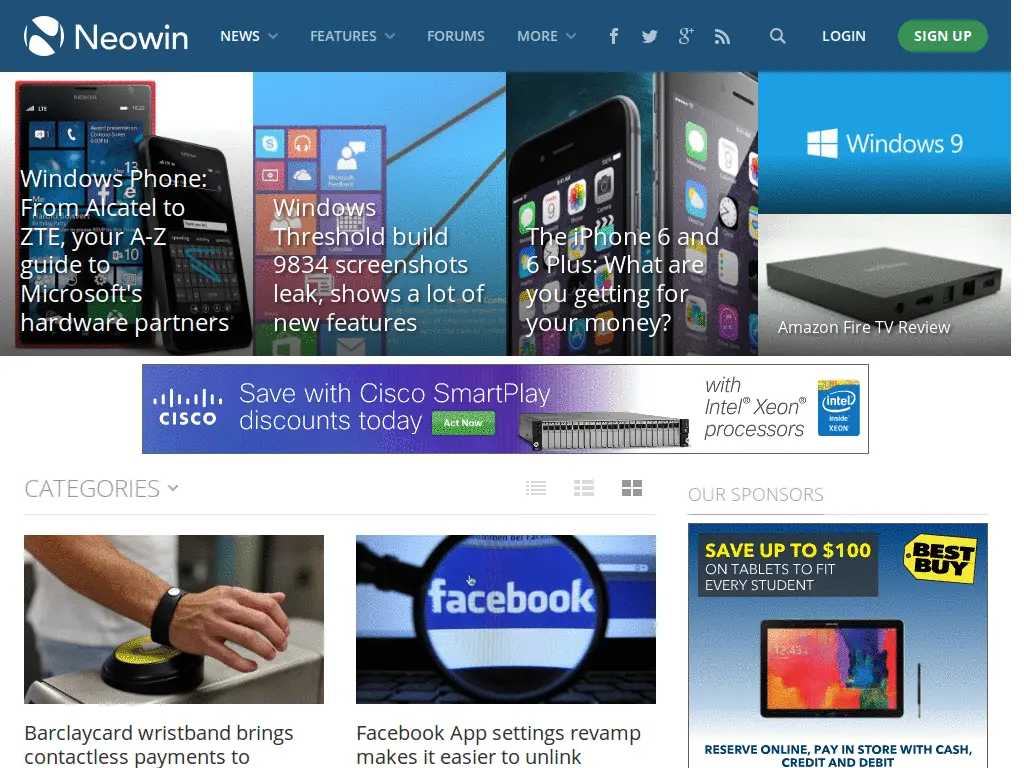 Neowin
NEWS
FEATURES
FORUMS
MORE
LOGIN
SIGN UP
NOKIA
Windows Phone:
From Alcatel to
ZTE, your A-Z
guide to
Microsoft's
hardware partners
Windows
Threshold build
9834 screenshots
leak, shows a lot of
new features
The iPhone 6 and
6 Plus: What are
you getting for
your money?
Windows 9
Amazon Fire TV Review
CISCO
Save with Cisco SmartPlay
discounts today
Act Now
with
Intel® Xeon®
processors
intel
inside
XEON
CATEGORIES
OUR SPONSORS
facebook
Barclaycard wristband brings
contactless payments to
Facebook App settings revamp
makes it easier to unlink
SAVE UP TO $100
ON TABLETS TO FIT
EVERY STUDENT
BEST
BUY
12:45
RESERVE ONLINE, PAY IN STORE WITH CASH,
CREDIT AND DEBIT